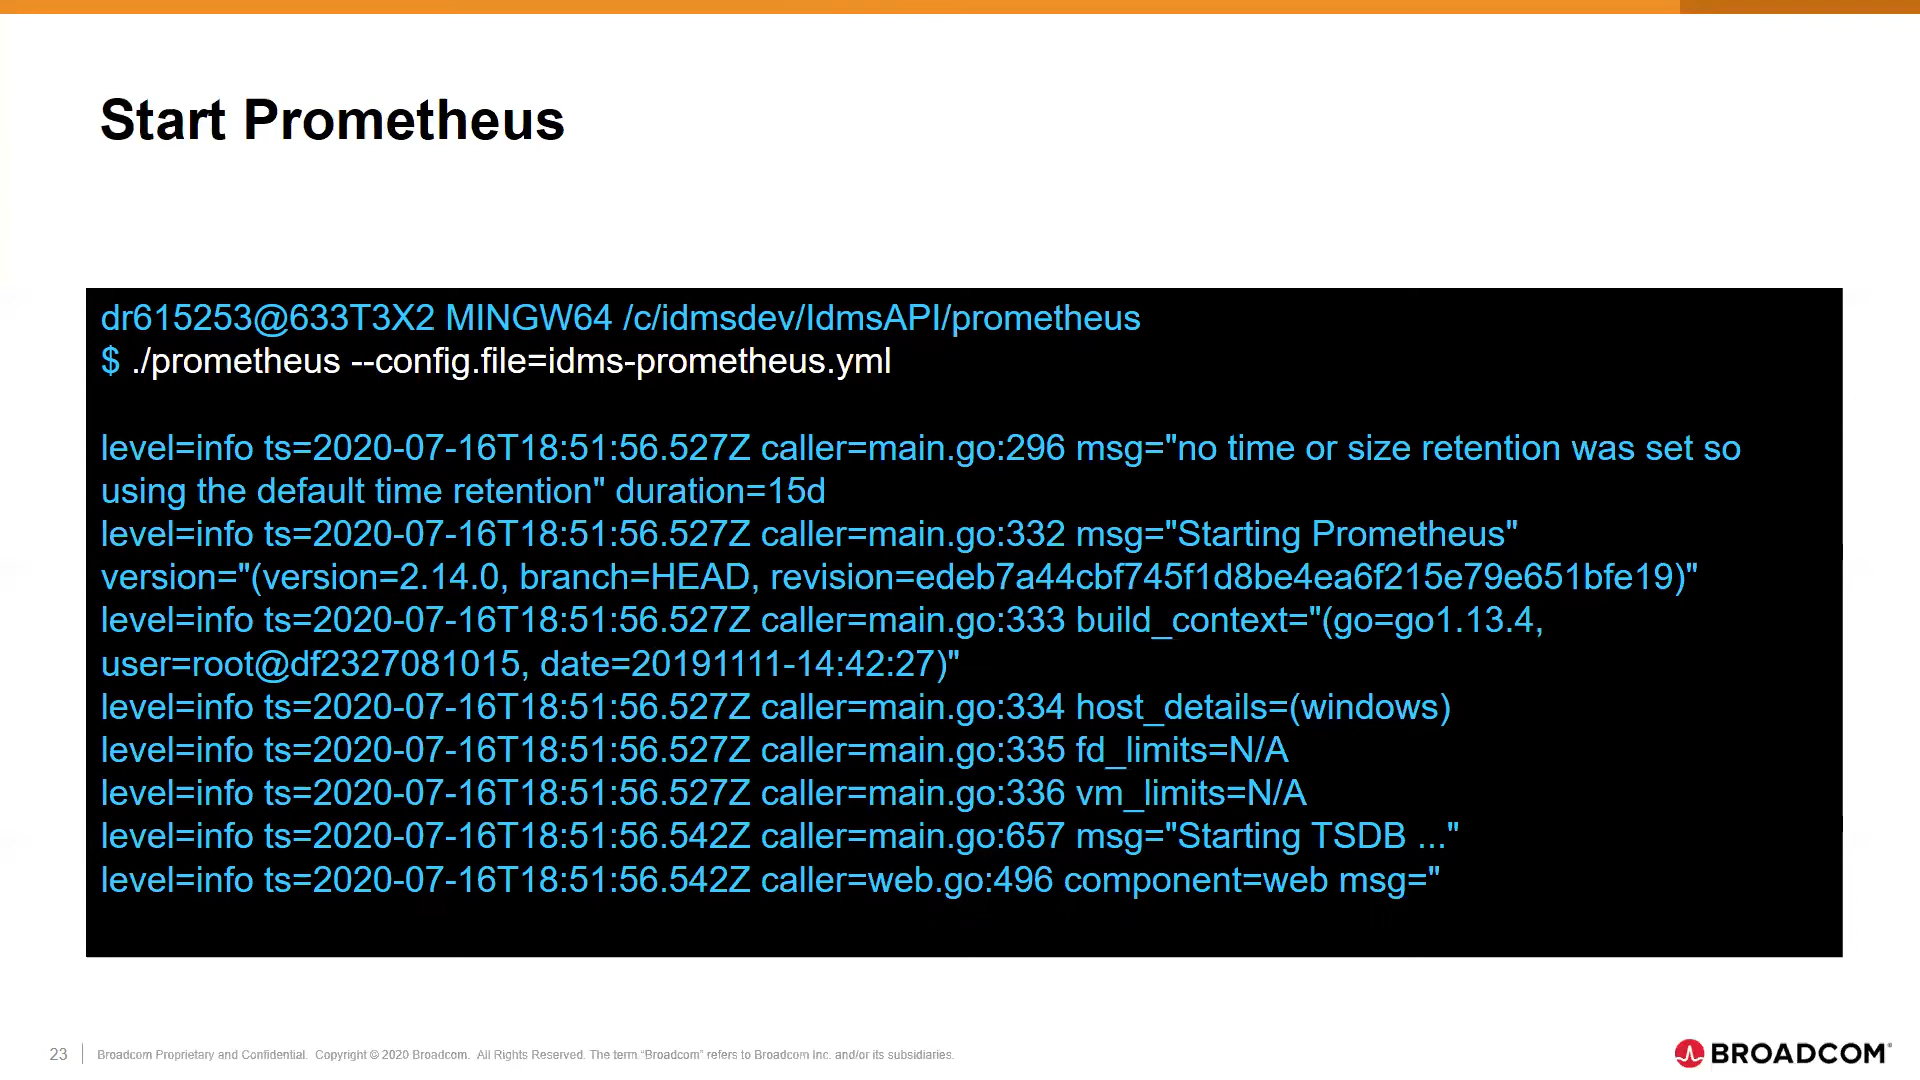 Start Prometheus
dr615253@633T3X2 MINGW64 /c/idmsdev/IdmsAPI/prometheus
$ ./prometheus --config.file=idms-prometheus.yml
level=info ts=2020-07-16T18:51:56.527Z caller=main.go:296 msg="no time or size retention was set so
using the default time retention" duration=15d
level=info ts=2020-07-16T18:51:56.527Z caller=main.go:332 msg="Starting Prometheus"
version="(version=2.14.0, branch=HEAD, revision=edeb7a44cbf745f1d8be4ea6f215e79e651bfe19)"
level=info ts=2020-07-16T18:51:56.527Z caller=main.go:333 build_context="(go=go1.13.4,
user=root@df2327081015, date=20191111-14:42:27)"
level=info ts=2020-07-16T18:51:56.527Z caller=main.go:334 host_details=(windows)
level=info ts=2020-07-16T18:51:56.527Z caller=main.go:335 fd_limits=N/A
level=info ts=2020-07-16T18:51:56.527Z caller=main.go:336 vm_limits=N/A
level=info ts=2020-07-16T18:51:56.542Z caller=main.go:657 msg="Starting TSDB ..."
level=info ts=2020-07-16T18:51:56.542Z caller=web.go:496 component=web msg="
23 Broadcom Proprietary and Confidential. Copyright © 2020 Broadcom. All Rights Reserved. The term "Broadcom" refers to Broadcom Inc. and/or its subsidiaries.
BROADCOM®